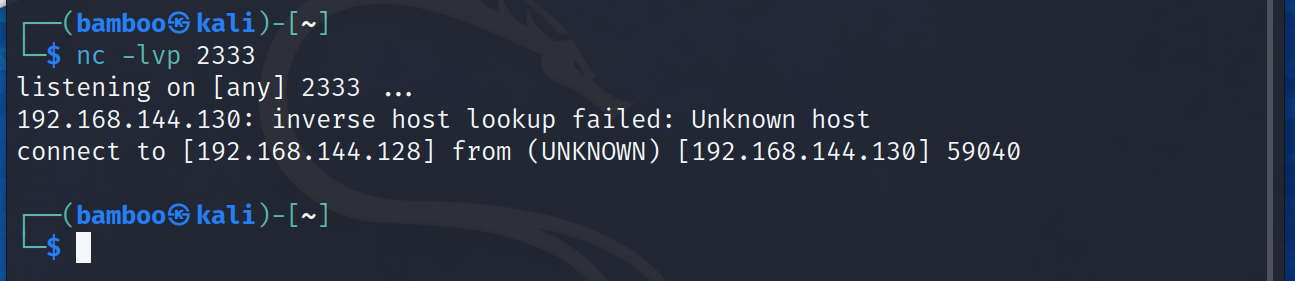 ┌──(bamboo㉿kali)-[~]
└─$ nc -lvp 2333
listening on [any] 2333 ...
192.168.144.130: inverse host lookup failed: Unknown host
connect to [192.168.144.128] from (UNKNOWN) [192.168.144.130] 59040
┌──(bamboo㉿kali)-[~]
└─$